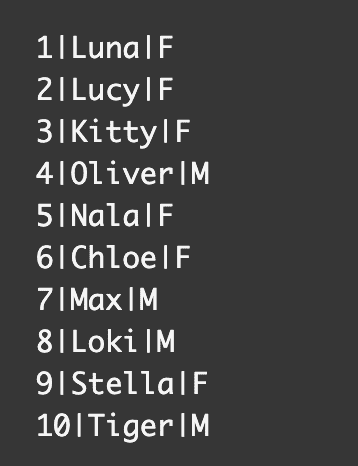 1|Luna|F
2|Lucy|F
3|Kitty|F
4|Oliver|M
5|Nala|F
6|Chloe|F
7|Max|M
8|Loki|M
9|Stella|F
10|Tiger|M